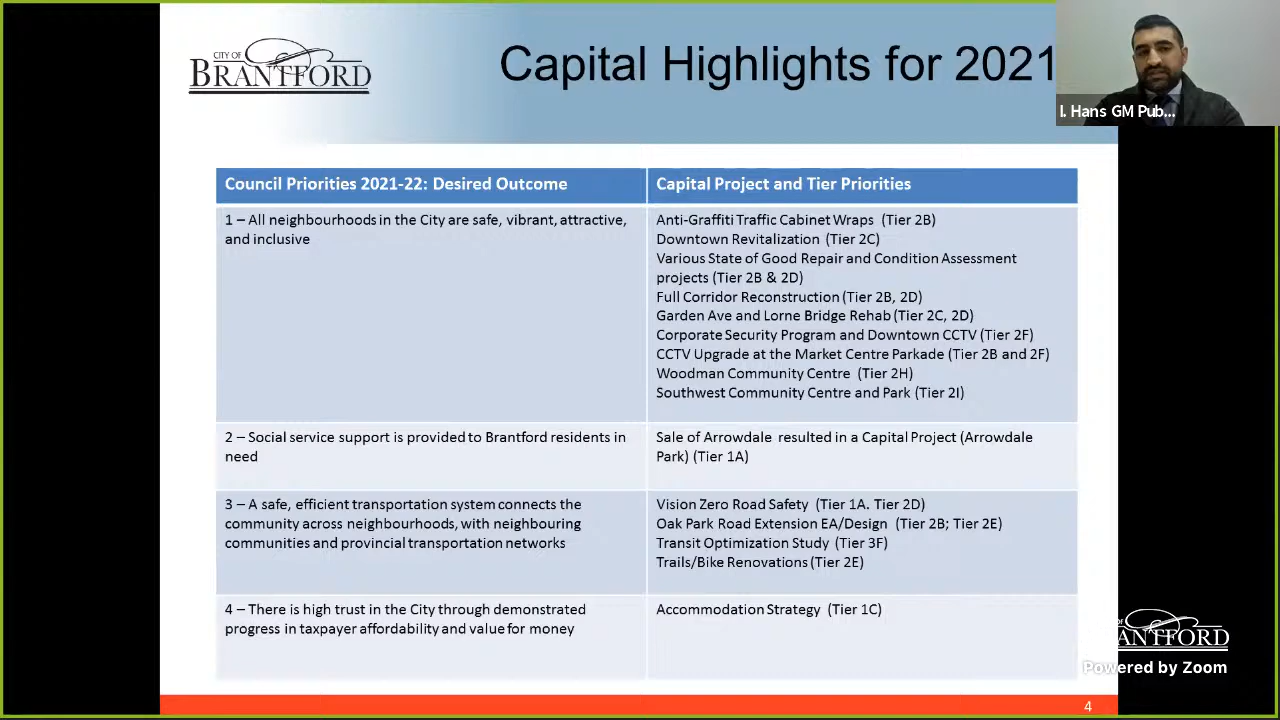 CITY OF
BRANTFORD
Capital Highlights for 2021
I. Hans GM Pub...
Council Priorities 2021-22: Desired Outcome
Capital Project and Tier Priorities
1 – All neighbourhoods in the City are safe, vibrant, attractive,
and inclusive
Anti-Graffiti Traffic Cabinet Wraps (Tier 2B)
Downtown Revitalization (Tier 2C)
Various State of Good Repair and Condition Assessment
projects (Tier 2B & 2D)
Full Corridor Reconstruction (Tier 2B, 2D)
Garden Ave and Lorne Bridge Rehab (Tier 2C, 2D)
Corporate Security Program and Downtown CCTV (Tier 2F)
CCTV Upgrade at the Market Centre Parkade (Tier 2B and 2F)
Woodman Community Centre (Tier 2H)
Southwest Community Centre and Park (Tier 2I)
2 – Social service support is provided to Brantford residents in
need
Sale of Arrowdale resulted in a Capital Project (Arrowdale
Park) (Tier 1A)
3 – A safe, efficient transportation system connects the
community across neighbourhoods, with neighbouring
communities and provincial transportation networks
Vision Zero Road Safety (Tier 1A. Tier 2D)
Oak Park Road Extension EA/Design (Tier 2B; Tier 2E)
Transit Optimization Study (Tier 3F)
Trails/Bike Renovations (Tier 2E)
4 – There is high trust in the City through demonstrated
progress in taxpayer affordability and value for money
Accommodation Strategy (Tier 1C)
RANTFORD
Powered by Zoom
4